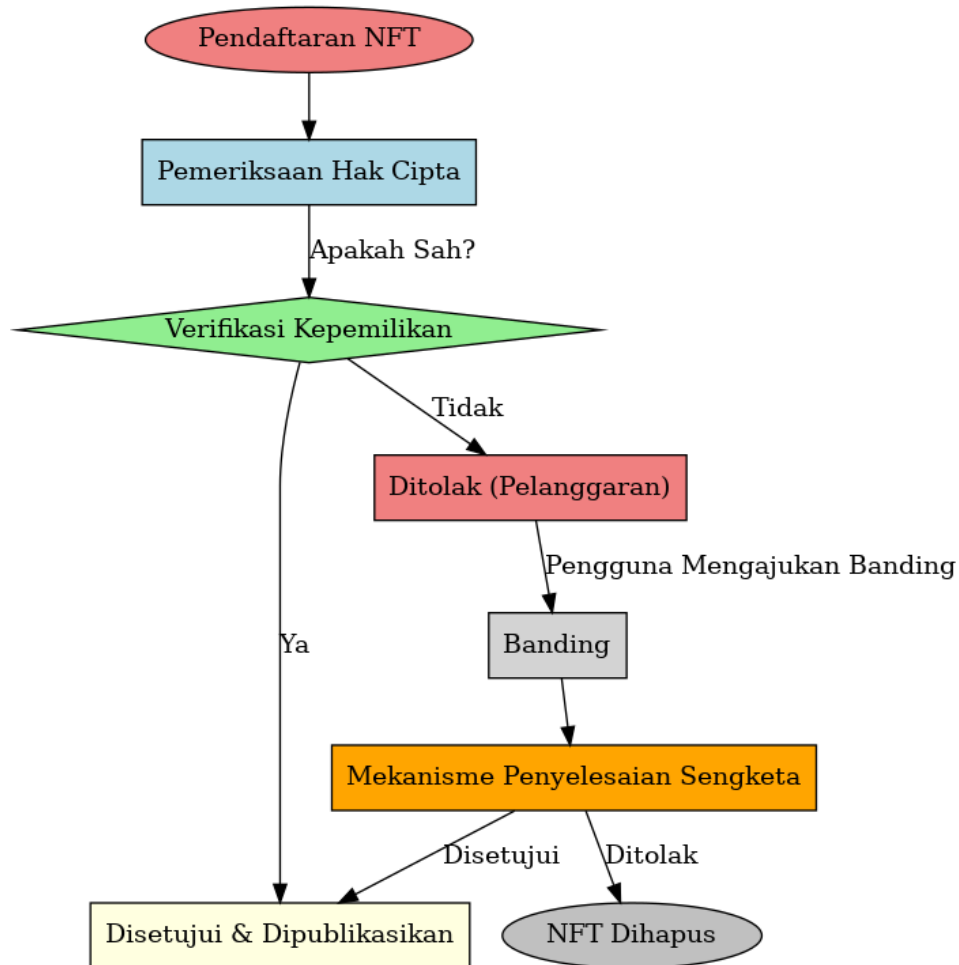 Pendaftaran NFT
Pemeriksaan Hak Cipta
Apakah Sah?
Verifikasi Kepemilikan
Tidak
Ditolak (Pelanggaran)
Pengguna Mengajukan Banding
Ya
Banding
Mekanisme Penyelesaian Sengketa
Disetujui
Ditolak
Disetujui & Dipublikasikan
NFT Dihapus